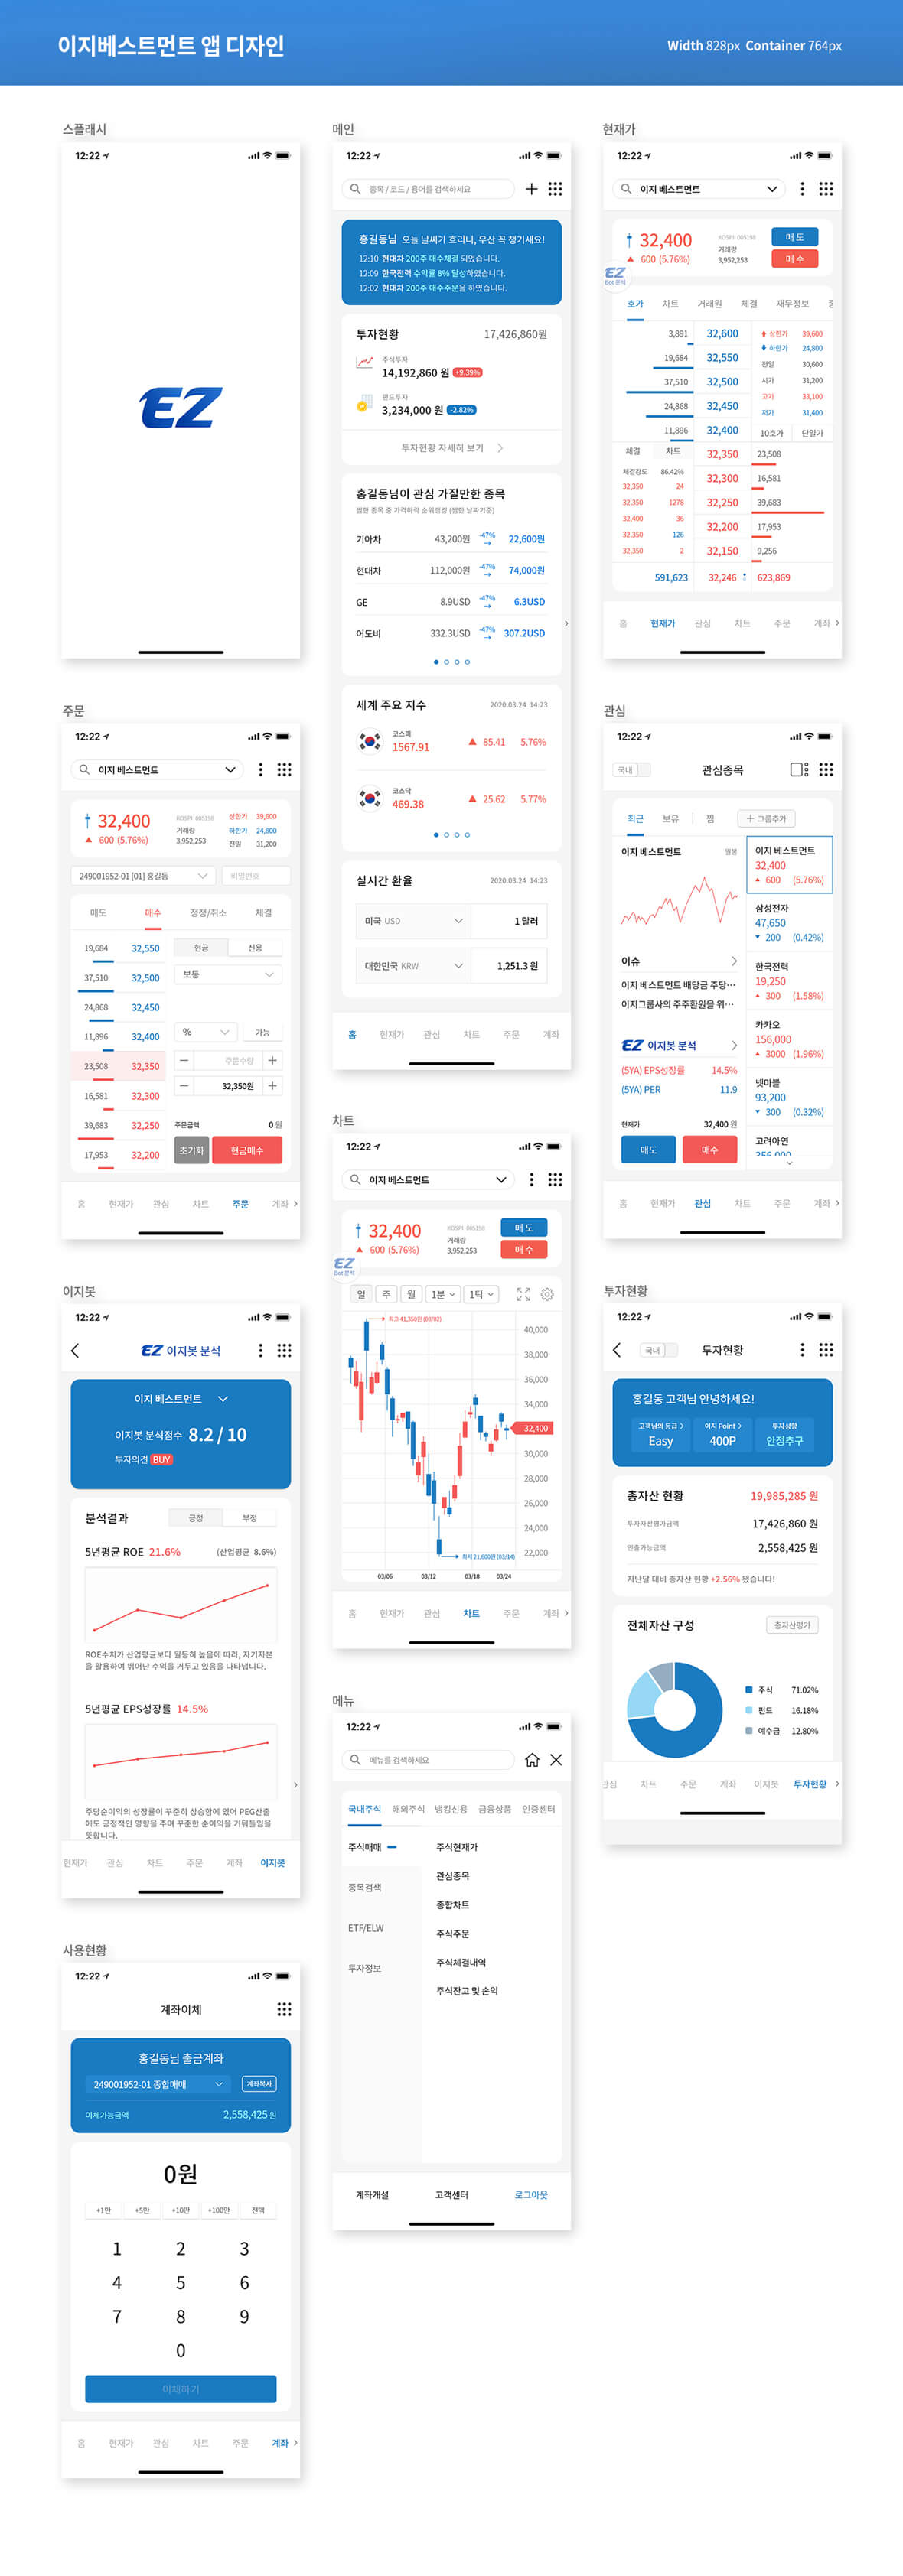 이지베스트먼트 앱 디자인
Width 828px Container 764px
스플래시
12:22
EZ
메인
12:22
종목 / 코드 / 용어를 검색하세요
홍길동님 오늘 날씨가 흐리니, 우산 꼭 챙기세요!
12:10 현대차 200주 매수체결 되었습니다.
12:09 한국전력 수익률 8% 달성하였습니다.
12:02 현대차 200주 매수주문을 하였습니다.
투자현황 17,426,860원
주식투자
14,192,860 원 +9.39%
펀드투자
3,234,000 원 -2.82%
투자현황 자세히 보기
홍길동님이 관심 가질만한 종목
찜한 종목 중 가격하락 순위랭킹 (찜한 날짜기준)
기아차 43,200원 -47% → 22,600원
현대차 112,000원 -47% → 74,000원
GE 8.9USD -47% → 6.3USD
어도비 332.3USD -47% → 307.2USD
세계 주요 지수 2020.03.24 14:23
코스피
1567.91 ▲ 85.41 5.76%
코스닥
469.38 ▲ 25.62 5.77%
실시간 환율 2020.03.24 14:23
미국 USD 1 달러
대한민국 KRW 1,251.3 원
홈 현재가 관심 차트 주문 계좌
현재가
12:22
이지 베스트먼트
32,400
▲ 600 (5.76%)
KOSPI 005190
거래량
3,952,253
매도
매수
EZ
Bot 분석
호가 차트 거래원 체결 재무정보
3,891 32,600
19,684 32,550
37,510 32,500
24,868 32,450
11,896 32,400
상한가 39,600
하한가 24,800
전일 30,600
시가 31,200
고가 33,100
저가 31,400
10호가 단일가
체결 차트
체결강도 86.42%
32,350 24
32,350 1278
32,400 36
32,350 126
32,350 2
32,350 23,508
32,300 16,581
32,250 39,683
32,200 17,953
32,150 9,256
591,623 32,246 623,869
홈 현재가 관심 차트 주문 계좌
주문
12:22
이지 베스트먼트
32,400
▲ 600 (5.76%)
KOSPI 005190
거래량
3,952,253
상한가 39,600
하한가 24,800
전일 31,200
249001952-01 [01] 홍길동
비밀번호
매도 매수 정정/취소 체결
19,684 32,550
37,510 32,500
24,868 32,450
11,896 32,400
23,508 32,350
16,581 32,300
39,683 32,250
17,953 32,200
현금 신용
보통
% 가능
주문수량
32,350원
주문금액 0 원
초기화 현금매수
홈 현재가 관심 차트 주문 계좌
관심
12:22
국내 관심종목
최근 보유 찜 + 그룹추가
이지 베스트먼트 월봉
이슈
이지 베스트먼트 배당금 주당…
이지그룹사의 주주환원을 위…
EZ 이지봇 분석
(5YA) EPS성장률 14.5%
(5YA) PER 11.9
현재가 32,400 원
매도 매수
이지 베스트먼트
32,400
▲ 600 (5.76%)
삼성전자
47,650
▼ 200 (0.42%)
한국전력
19,250
▲ 300 (1.58%)
카카오
156,000
▲ 3000 (1.96%)
넷마블
93,200
▼ 300 (0.32%)
고려아연
356,000
홈 현재가 관심 차트 주문 계좌
차트
12:22
이지 베스트먼트
32,400
▲ 600 (5.76%)
KOSPI 005190
거래량
3,952,253
매도
매수
EZ
Bot 분석
일 주 월 1분 1틱
최고 41,350원 (03/02)
40,000
38,000
36,000
34,000
32,400
30,000
28,000
26,000
24,000
22,000
최저 21,600원 (03/14)
03/06 03/12 03/18 03/24
홈 현재가 관심 차트 주문 계좌
이지봇
12:22
EZ 이지봇 분석
이지 베스트먼트
이지봇 분석점수 8.2 / 10
투자의견 BUY
분석결과 긍정 부정
5년평균 ROE 21.6% (산업평균 8.6%)
ROE수치가 산업평균보다 월등히 높음에 따라, 자기자본
을 활용하여 뛰어난 수익을 거두고 있음을 나타냅니다.
5년평균 EPS성장률 14.5%
주당순이익의 성장률이 꾸준히 상승함에 있어 PEG산출
에도 긍정적인 영향을 주며 꾸준한 순이익을 거둬들임을
뜻합니다.
현재가 관심 차트 주문 계좌 이지봇
투자현황
12:22
국내 투자현황
홍길동 고객님 안녕하세요!
고객님의 등급 이지 Point 투자성향
Easy 400P 안정추구
총자산 현황 19,985,285 원
투자자산평가금액 17,426,860 원
인출가능금액 2,558,425 원
지난달 대비 총자산 현황 +2.56% 됐습니다!
전체자산 구성 총자산평가
주식 71.02%
펀드 16.18%
예수금 12.80%
관심 차트 주문 계좌 이지봇 투자현황
메뉴
12:22
메뉴를 검색하세요
국내주식 해외주식 뱅킹신용 금융상품 인증센터
주식매매
종목검색
ETF/ELW
투자정보
주식현재가
관심종목
종합차트
주식주문
주식체결내역
주식잔고 및 손익
계좌개설 고객센터 로그아웃
사용현황
12:22
계좌이체
홍길동님 출금계좌
249001952-01 종합매매 계좌복사
이체가능금액 2,558,425 원
0원
+1만 +5만 +10만 +100만 전액
1 2 3
4 5 6
7 8 9
0
이체하기
홈 현재가 관심 차트 주문 계좌